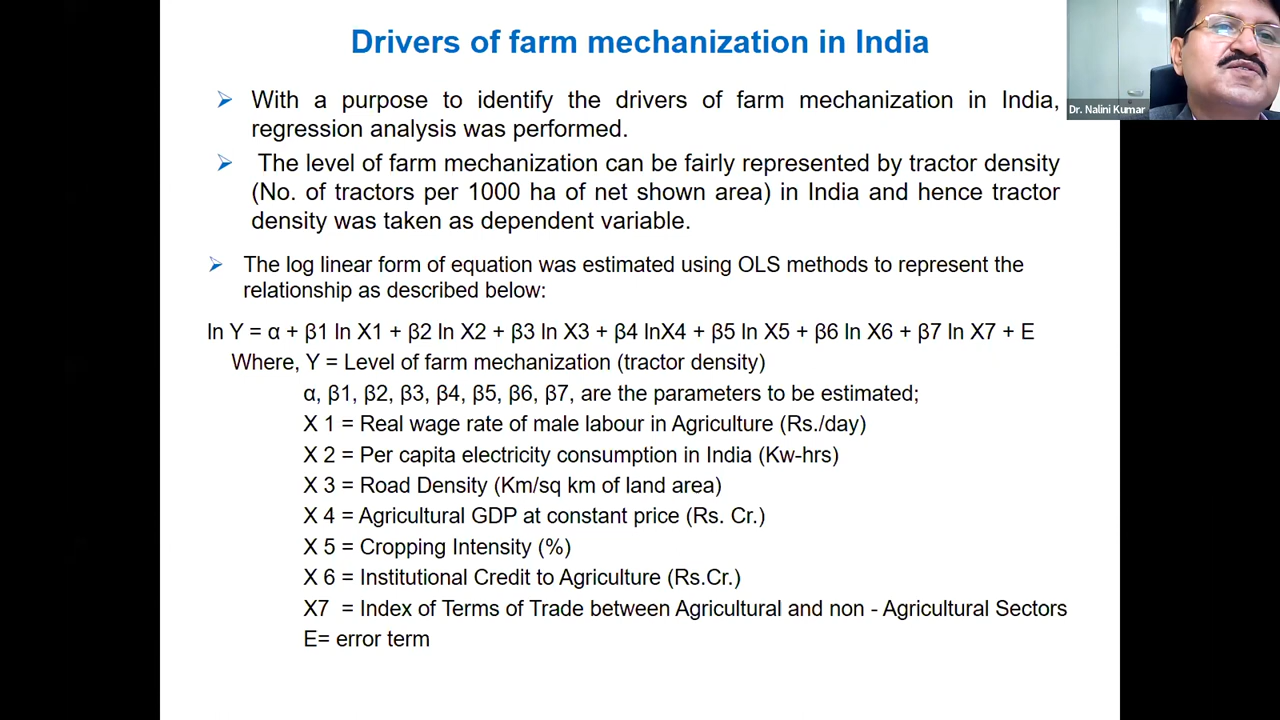 Drivers of farm mechanization in India
With a purpose to identify the drivers of farm mechanization in India,
regression analysis was performed.
The level of farm mechanization can be fairly represented by tractor density
(No. of tractors per 1000 ha of net shown area) in India and hence tractor
density was taken as dependent variable.
The log linear form of equation was estimated using OLS methods to represent the
relationship as described below:
ln Y = α + β1 ln X1 + β2 ln X2 + β3 ln X3 + β4 lnX4 + β5 ln X5 + β6 ln X6 + β7 ln X7 + E
Where, Y = Level of farm mechanization (tractor density)
α, β1, β2, β3, β4, β5, β6, β7, are the parameters to be estimated;
X 1 = Real wage rate of male labour in Agriculture (Rs./day)
X 2 = Per capita electricity consumption in India (Kw-hrs)
X 3 = Road Density (Km/sq km of land area)
X 4 = Agricultural GDP at constant price (Rs. Cr.)
X 5 = Cropping Intensity (%)
X 6 = Institutional Credit to Agriculture (Rs.Cr.)
X7 = Index of Terms of Trade between Agricultural and non - Agricultural Sectors
E= error term
Dr. Nalini Kumar